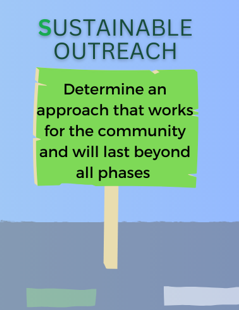 SUSTAINABLE
OUTREACH
Determine an
approach that works
for the community
and will last beyond
all phases